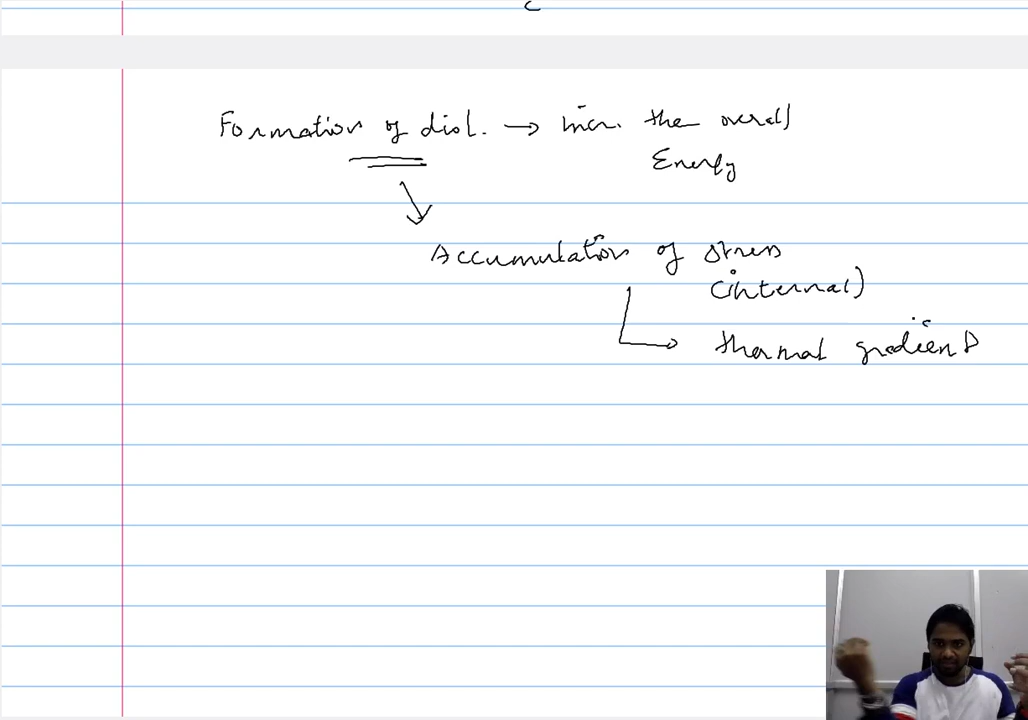 Formation of disl. → incr. the overall
Energy
Accumulation of stress
(internal)
thermal gradient